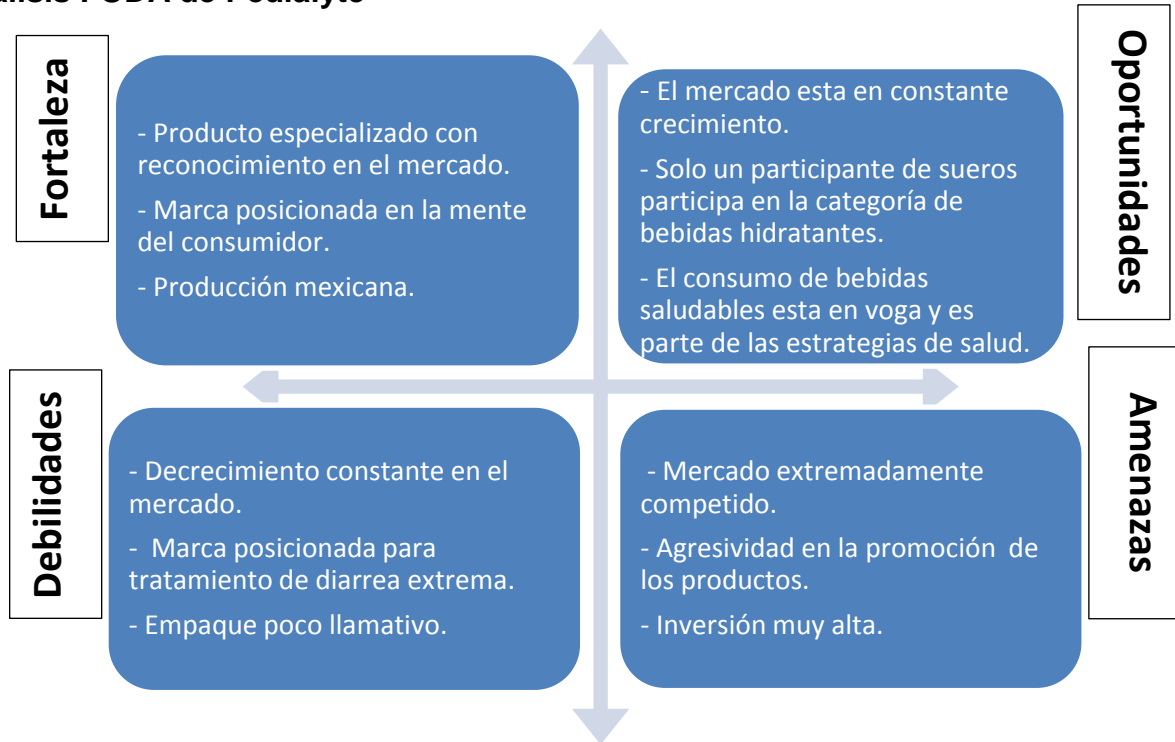 Fortaleza
- Producto especializado con
reconocimiento en el mercado.
- Marca posicionada en la mente
del consumidor.
- Producción mexicana.
Oportunidades
- El mercado esta en constante
crecimiento.
- Solo un participante de sueros
participa en la categoría de
bebidas hidratantes.
- El consumo de bebidas
saludables esta en voga y es
parte de las estrategias de salud.
Debilidades
- Decrecimiento constante en el
mercado.
- Marca posicionada para
tratamiento de diarrea extrema.
- Empaque poco llamativo.
Amenazas
- Mercado extremadamente
competido.
- Agresividad en la promoción de
los productos.
- Inversión muy alta.